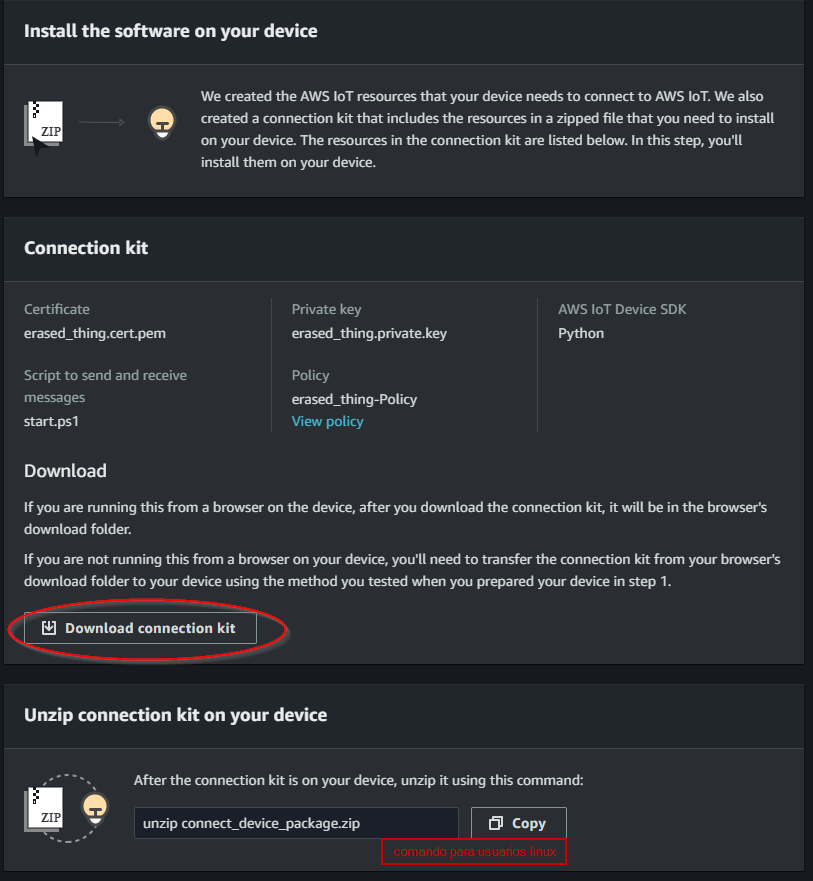 Install the software on your device
ZIP
We created the AWS IoT resources that your device needs to connect to AWS IoT. We also
created a connection kit that includes the resources in a zipped file that you need to install
on your device. The resources in the connection kit are listed below. In this step, you'll
install them on your device.
Connection kit
Certificate
erased_thing.cert.pem
Private key
erased_thing.private.key
AWS IoT Device SDK
Python
Script to send and receive
messages
start.ps1
Policy
erased_thing-Policy
View policy
Download
If you are running this from a browser on the device, after you download the connection kit, it will be in the browser's
download folder.
If you are not running this from a browser on your device, you'll need to transfer the connection kit from your browser's
download folder to your device using the method you tested when you prepared your device in step 1.
Download connection kit
Unzip connection kit on your device
ZIP
After the connection kit is on your device, unzip it using this command:
unzip connect_device_package.zip
Copy
comando para usuarios linux